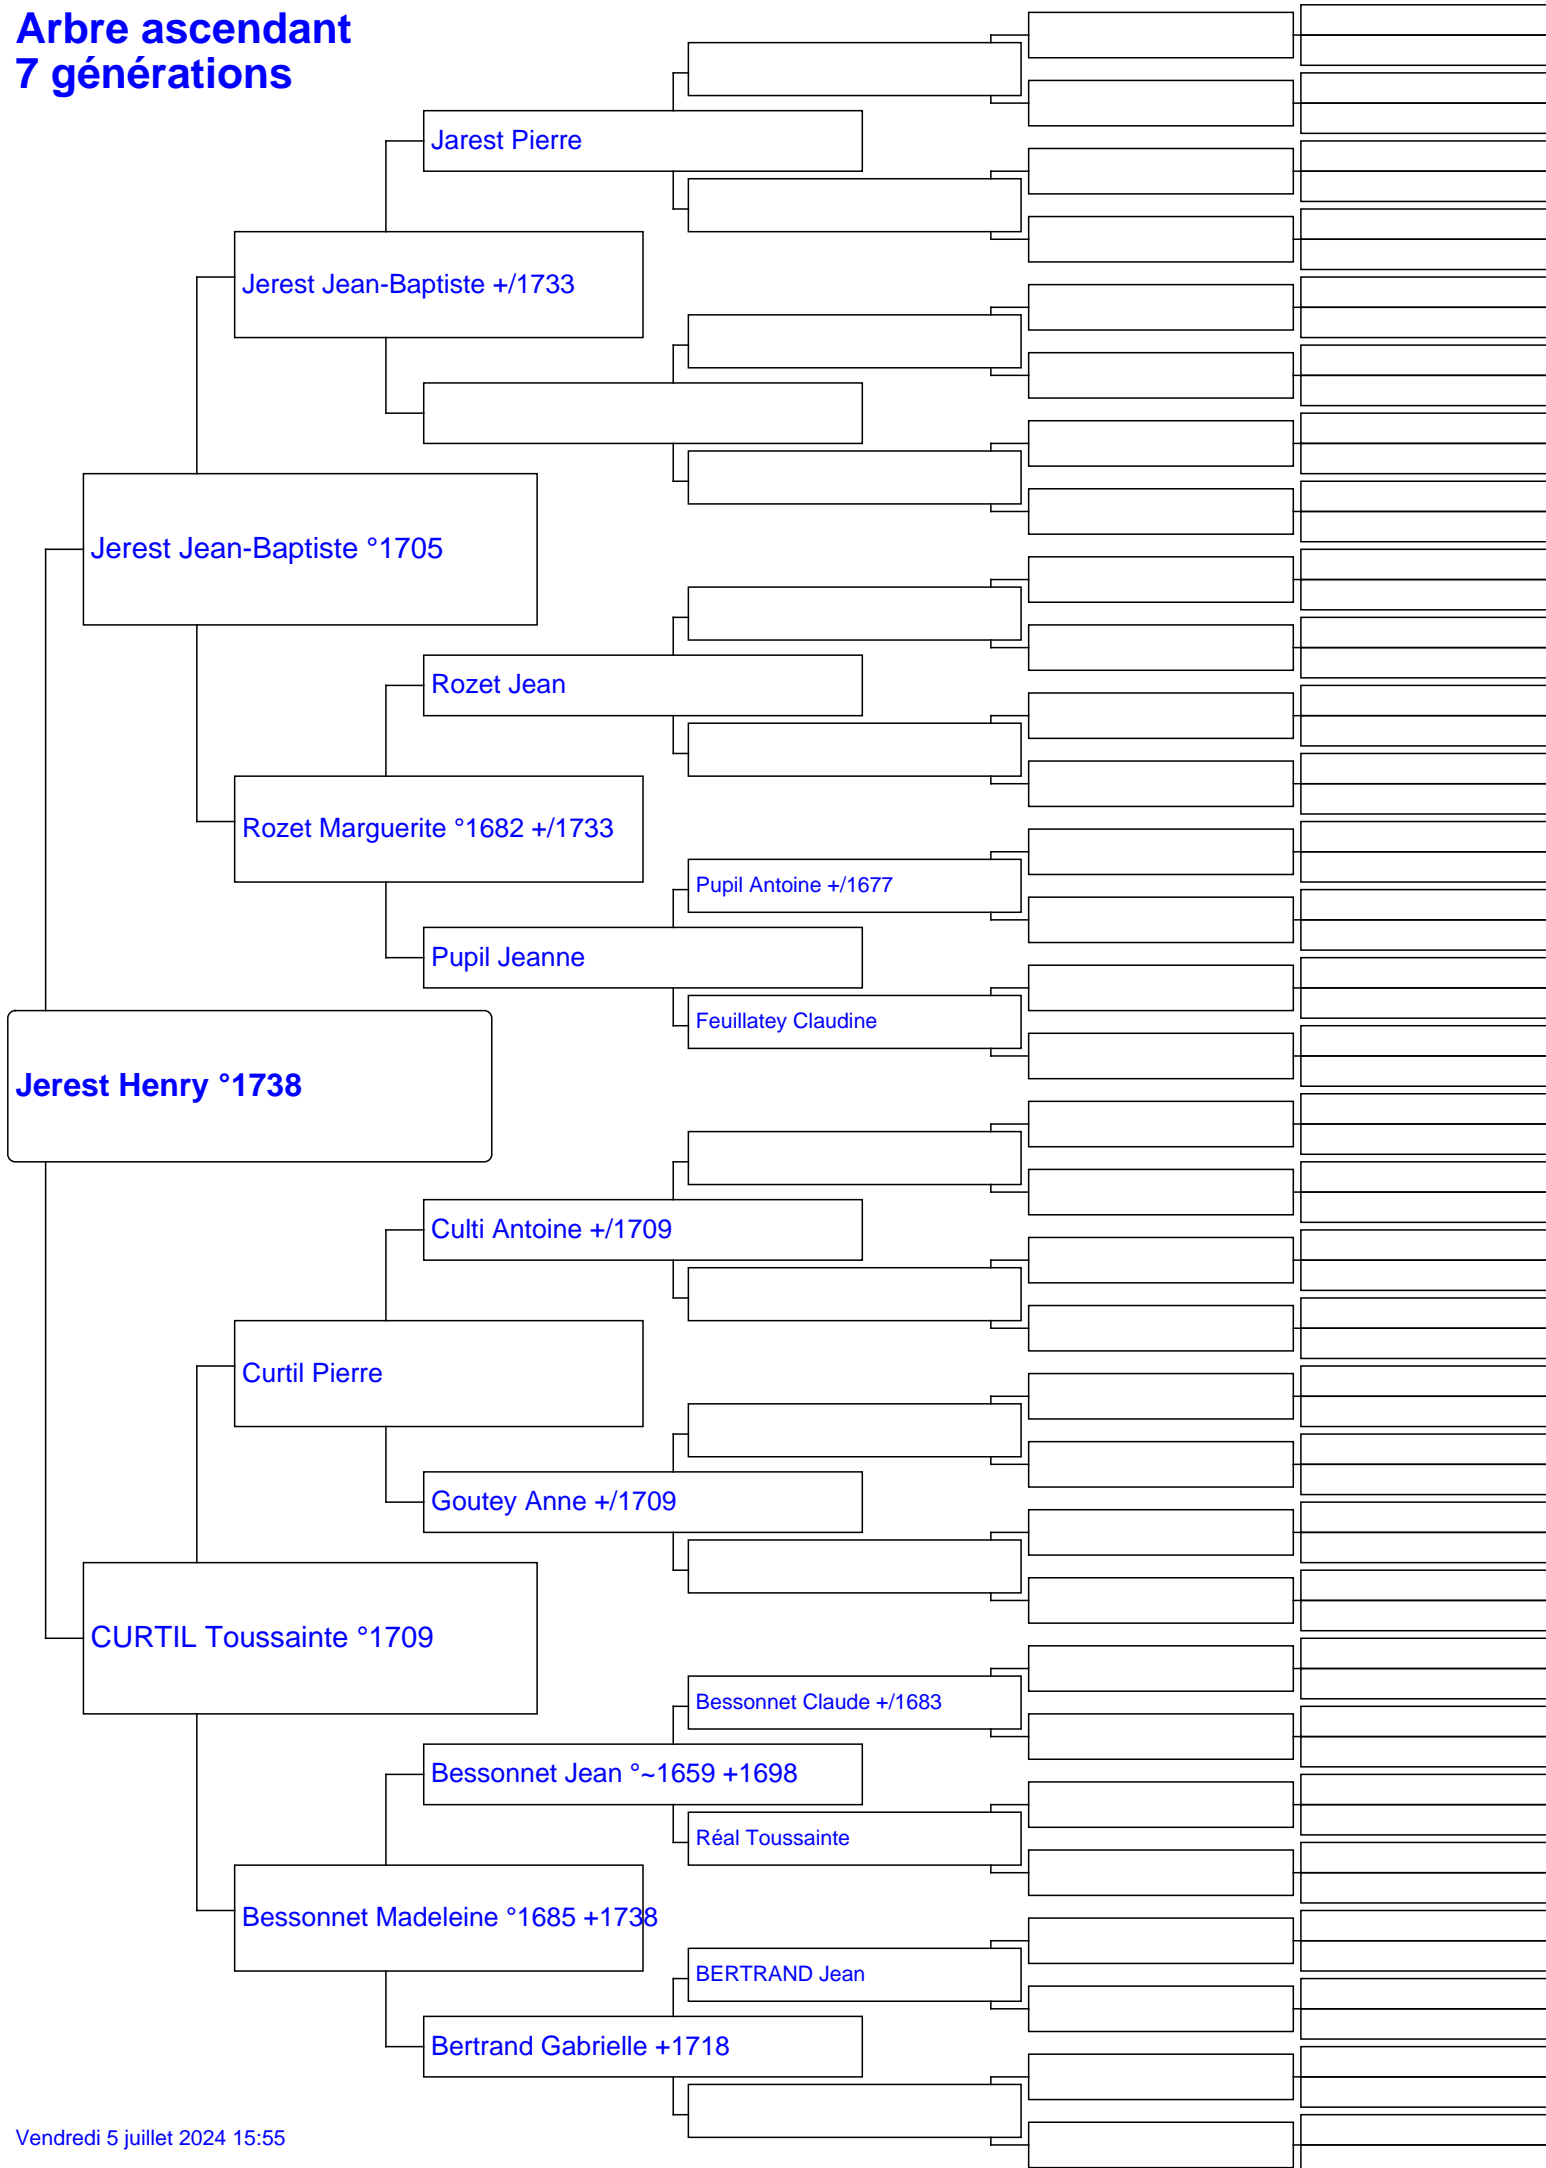 Arbre ascendant
7 générations
Jarest Pierre
Jerest Jean-Baptiste +/1733
Jerest Jean-Baptiste °1705
Rozet Jean
Rozet Marguerite °1682 +/1733
Pupil Antoine +/1677
Pupil Jeanne
Feuillatey Claudine
Jerest Henry °1738
Culti Antoine +/1709
Curtil Pierre
Goutey Anne +/1709
CURTIL Toussainte °1709
Bessonnet Claude +/1683
Bessonnet Jean °~1659 +1698
Réal Toussainte
Bessonnet Madeleine °1685 +1738
BERTRAND Jean
Bertrand Gabrielle +1718
Vendredi 5 juillet 2024 15:55